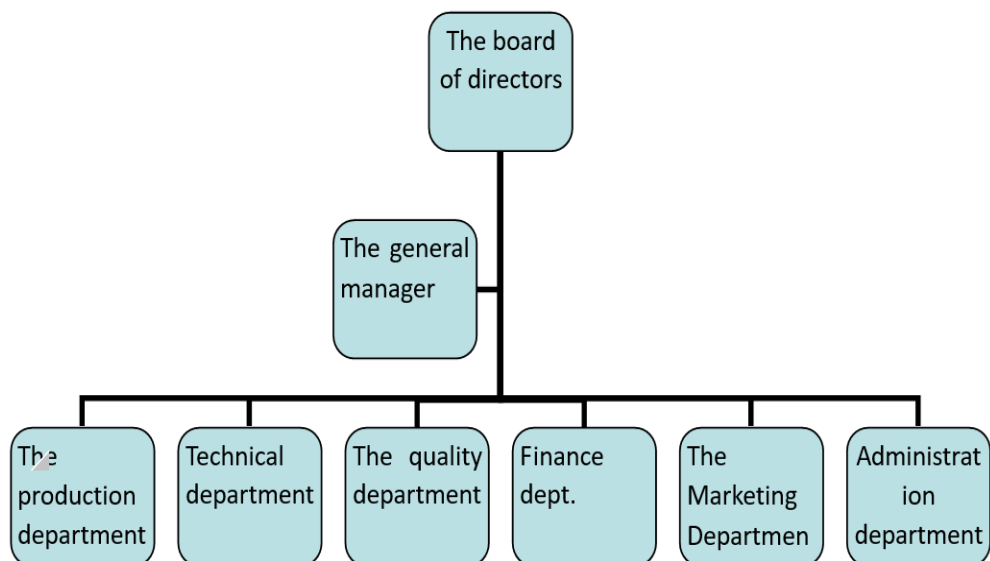 The board
of directors
The general
manager
The
production
department
Technical
department
The quality
department
Finance
dept.
The
Marketing
Departmen
Administrat
ion
department